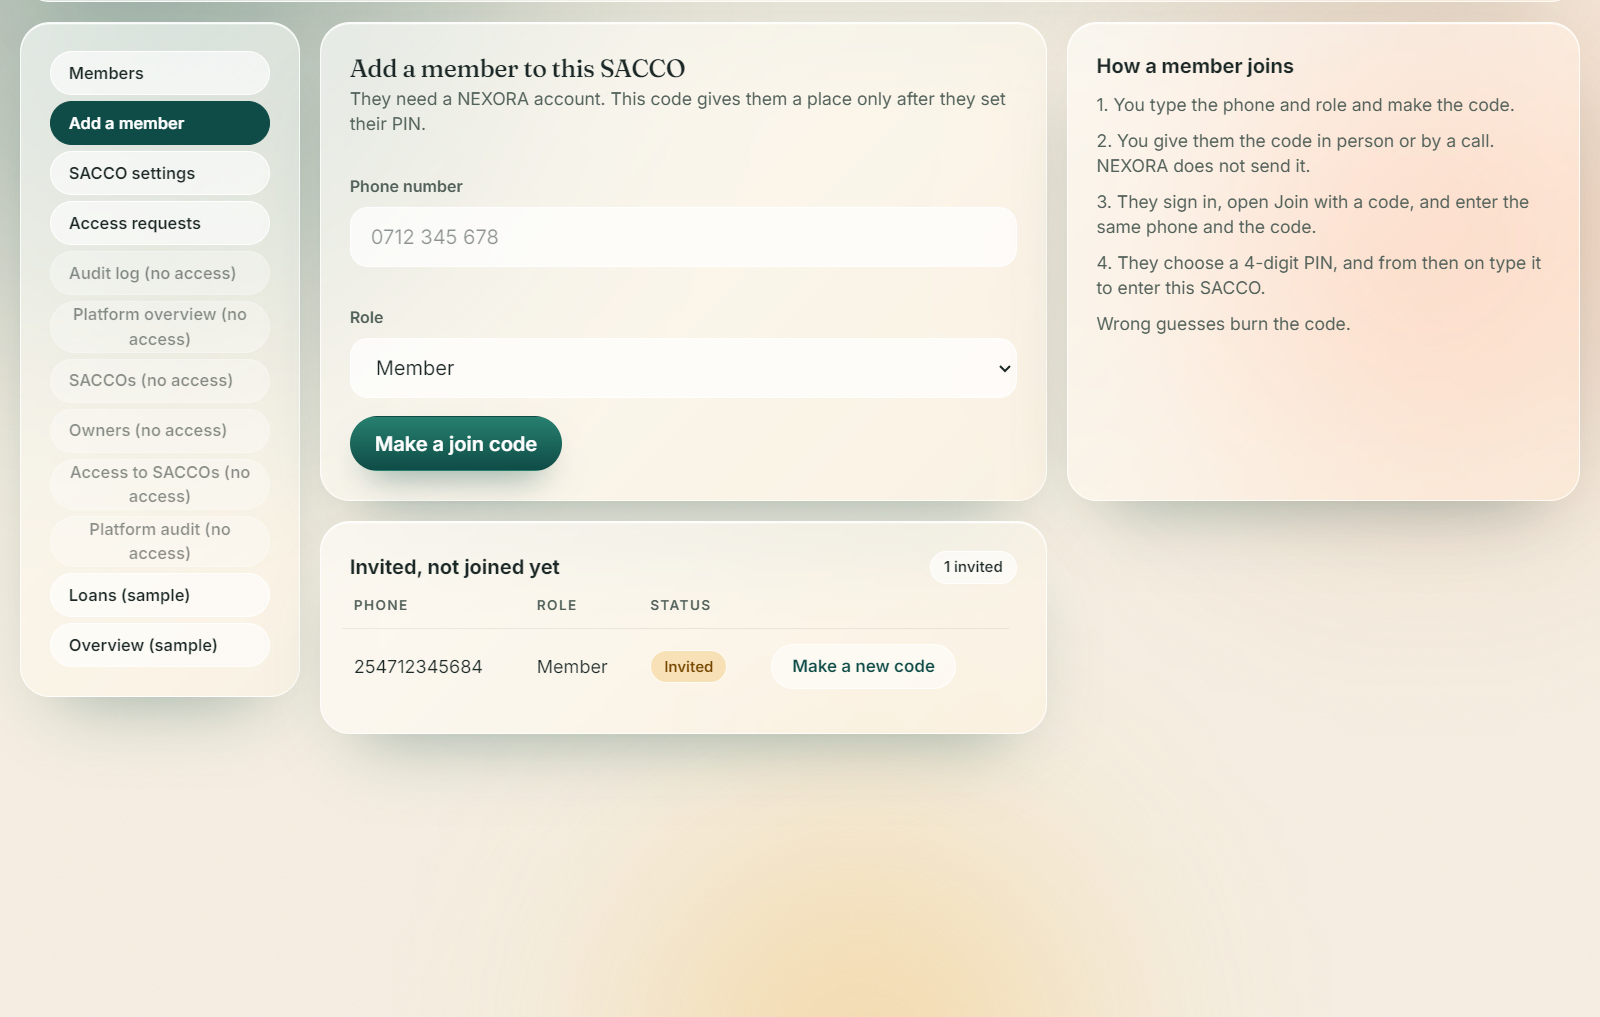 Members
Add a member
SACCO settings
Access requests
Audit log (no access)
Platform overview (no
access)
SACCOs (no access)
Owners (no access)
Access to SACCOs (no
access)
Platform audit (no
access)
Loans (sample)
Overview (sample)
Add a member to this SACCO
They need a NEXORA account. This code gives them a place only after they set
their PIN.
Phone number
0712 345 678
Role
Member
Make a join code
How a member joins
1. You type the phone and role and make the code.
2. You give them the code in person or by a call.
NEXORA does not send it.
3. They sign in, open Join with a code, and enter the
same phone and the code.
4. They choose a 4-digit PIN, and from then on type it
to enter this SACCO.
Wrong guesses burn the code.
Invited, not joined yet
1 invited
PHONE ROLE STATUS
254712345684 Member Invited Make a new code